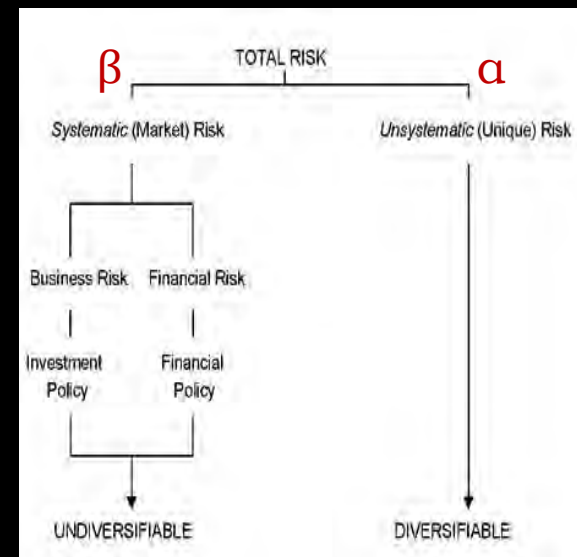 β
TOTAL RISK
α
Systematic (Market) Risk
Unsystematic (Unique) Risk
Business Risk
Financial Risk
Investment
Policy
Financial
Policy
UNDIVERSIFIABLE
DIVERSIFIABLE